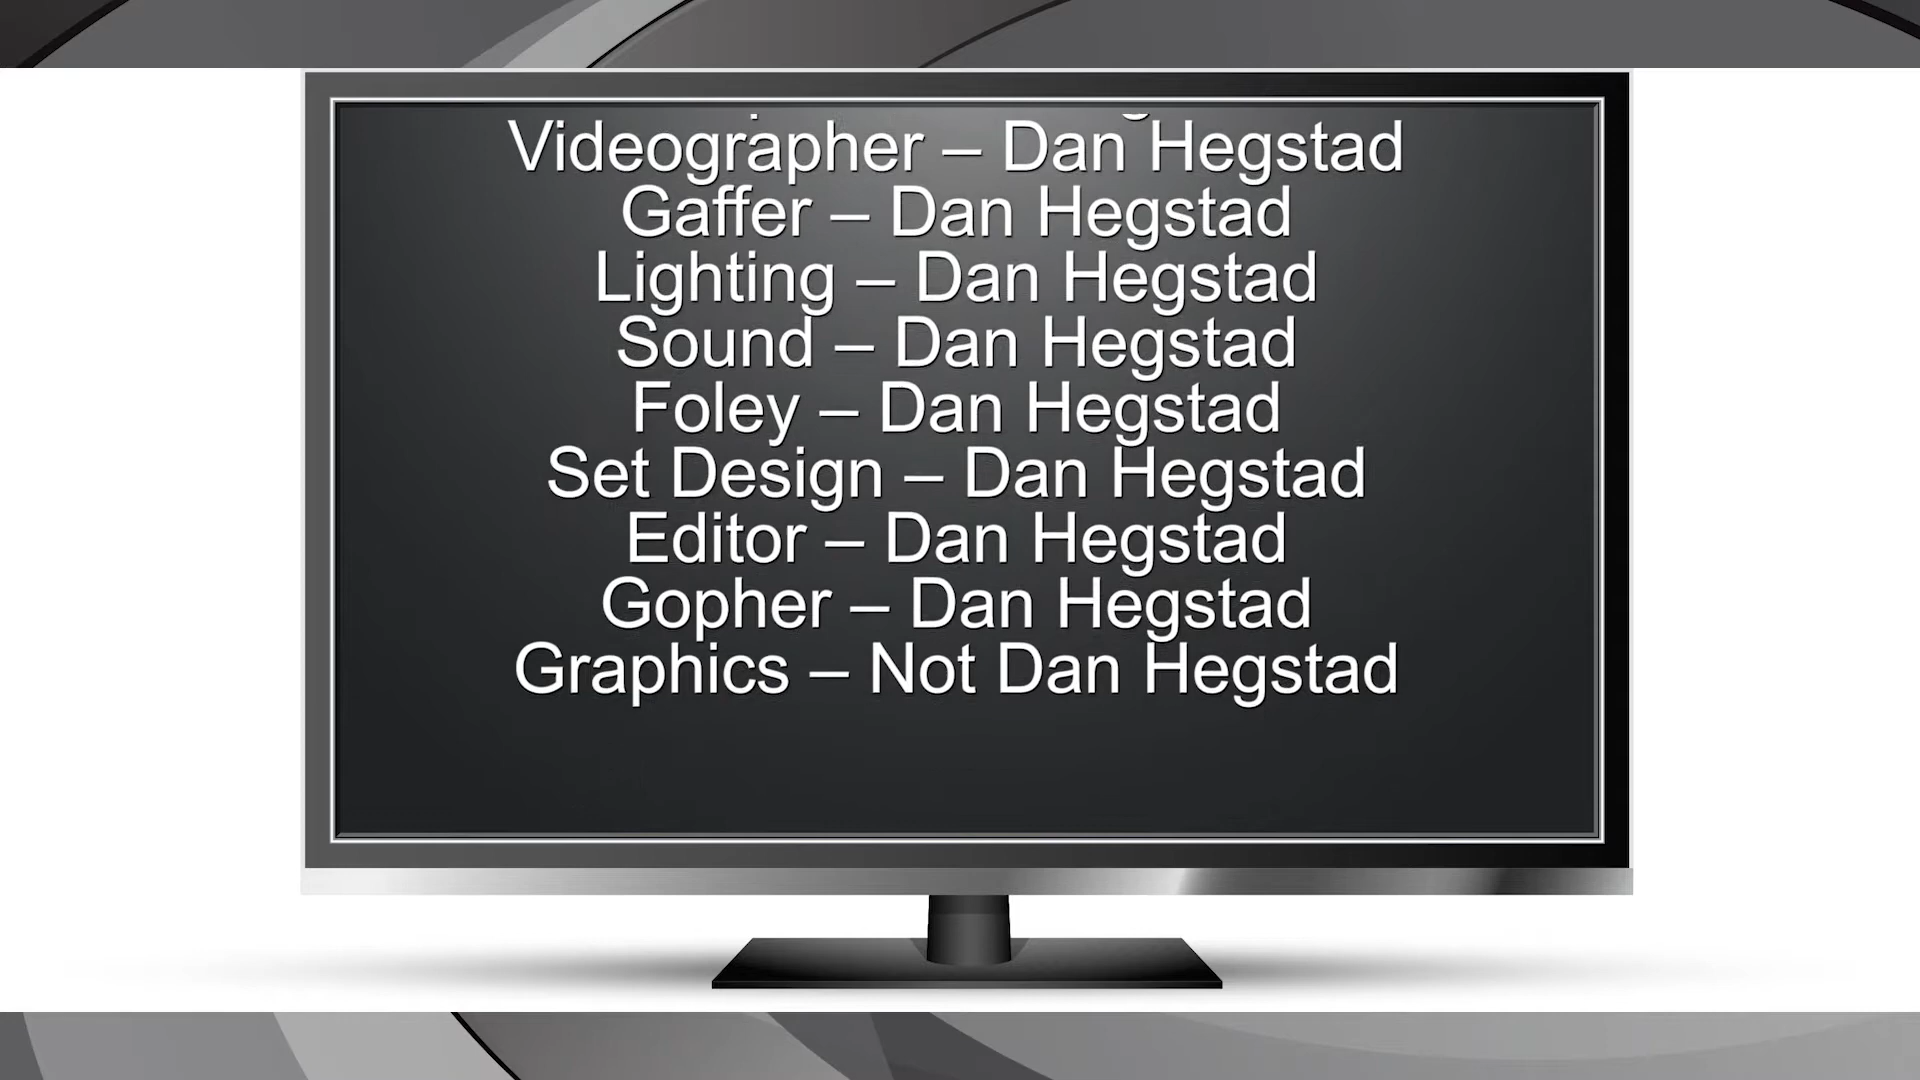 Videographer – Dan Hegstad
Gaffer – Dan Hegstad
Lighting – Dan Hegstad
Sound – Dan Hegstad
Foley – Dan Hegstad
Set Design – Dan Hegstad
Editor – Dan Hegstad
Gopher – Dan Hegstad
Graphics – Not Dan Hegstad